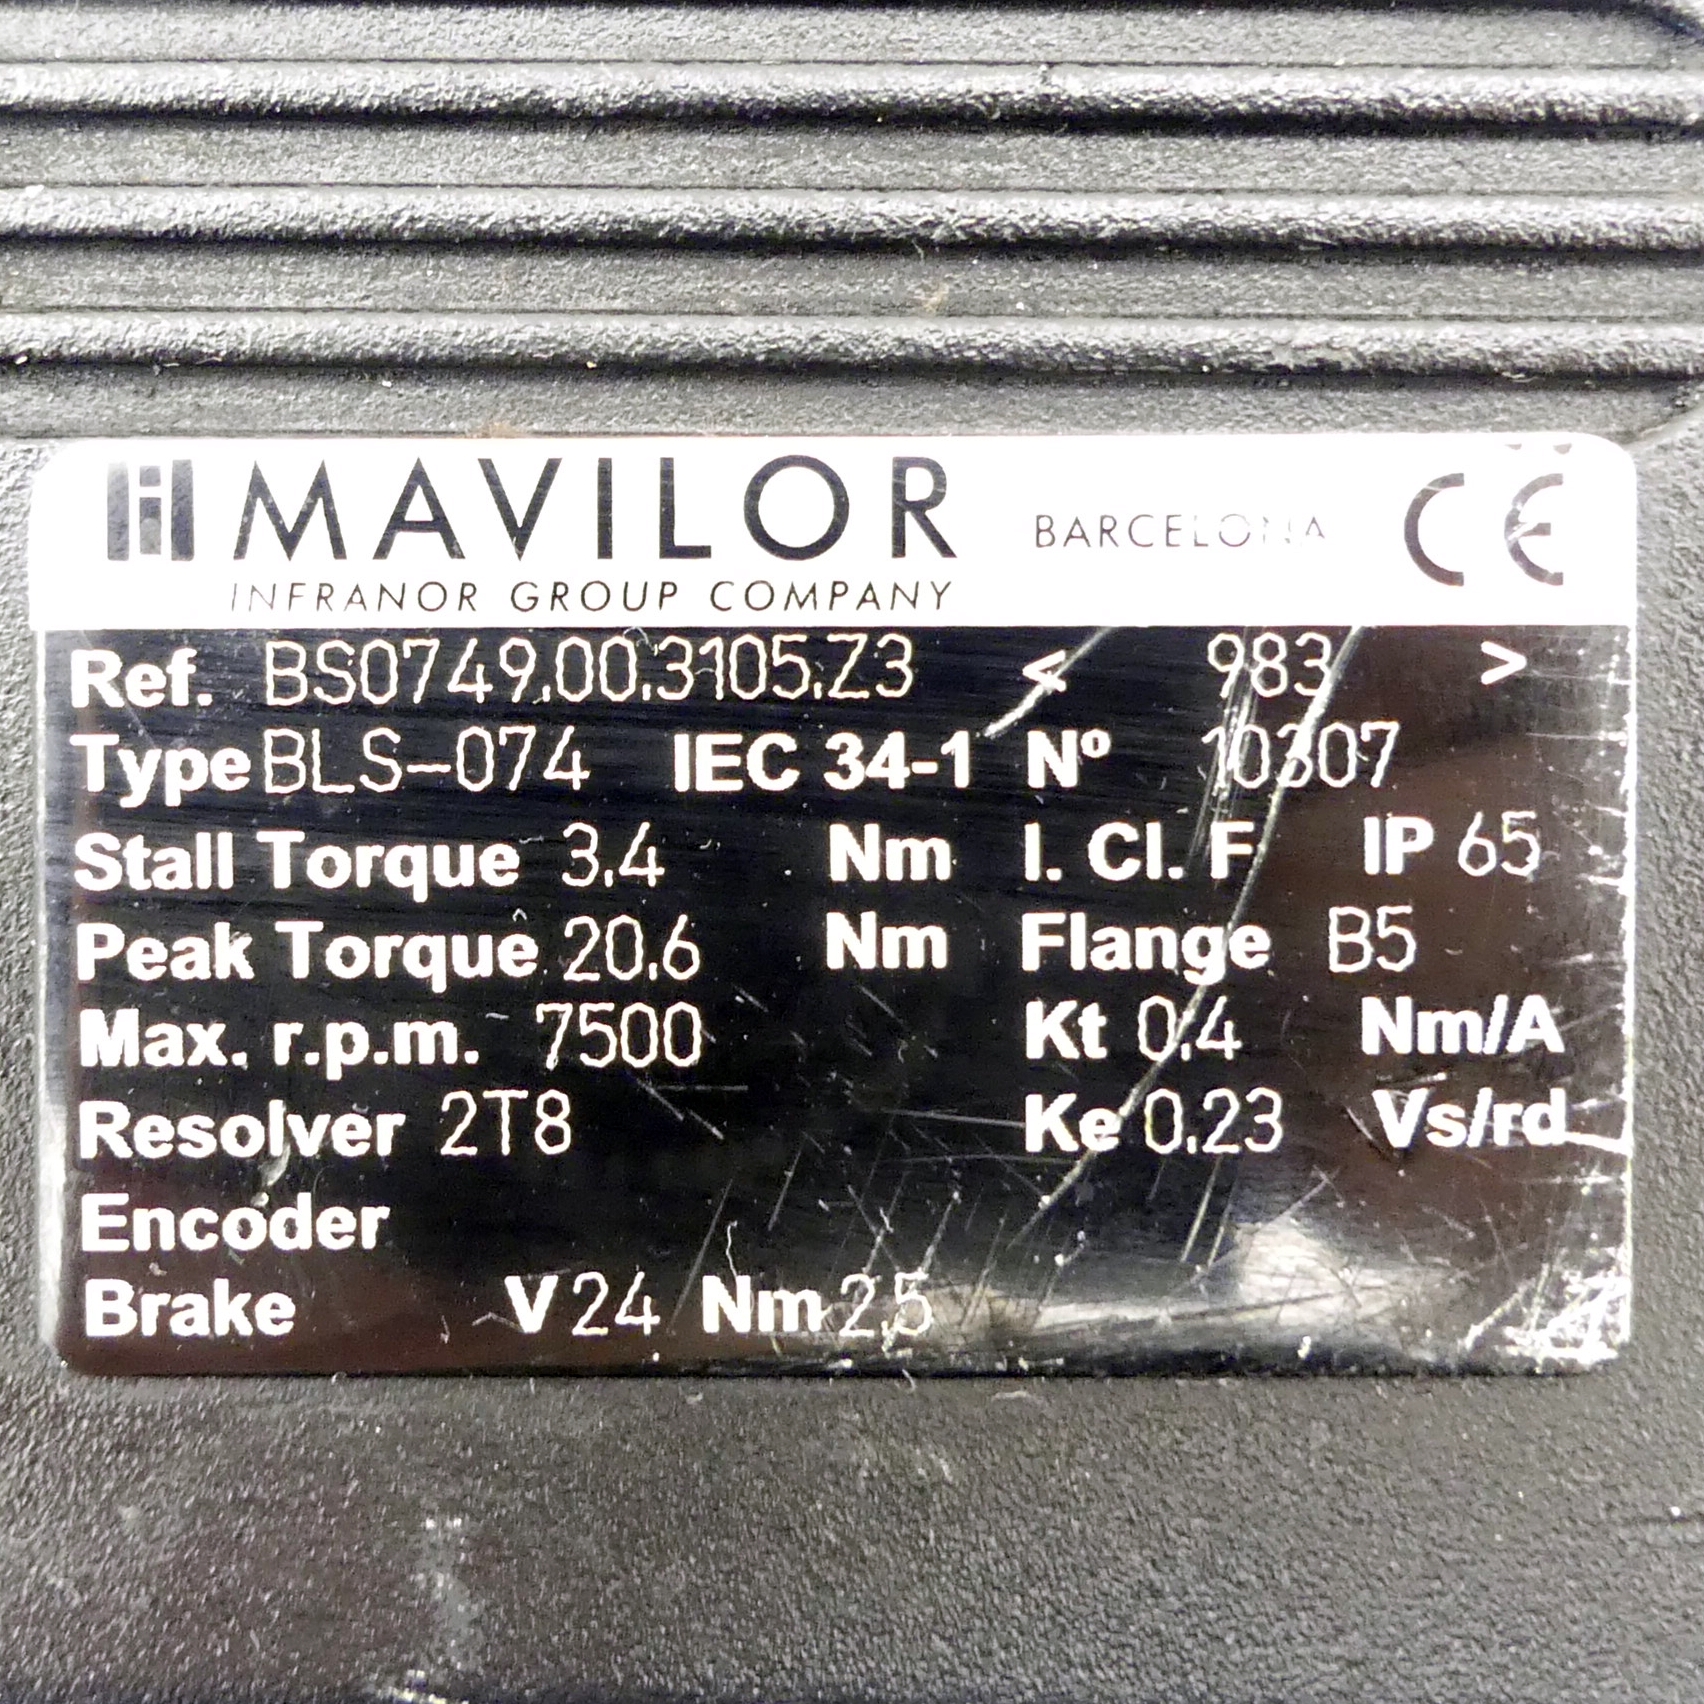 MAVILOR BARCELONA CE
INFRANOR GROUP COMPANY
Ref. BS0749.00.3105.Z3 < 983 >
Type BLS-074 IEC 34-1 Nº 10307
Stall Torque 3.4 Nm I. Cl. F IP 65
Peak Torque 20.6 Nm Flange B5
Max. r.p.m. 7500 Kt 0.4 Nm/A
Resolver 2T8 Ke 0.23 Vs/rd
Encoder
Brake V 24 Nm 2.5